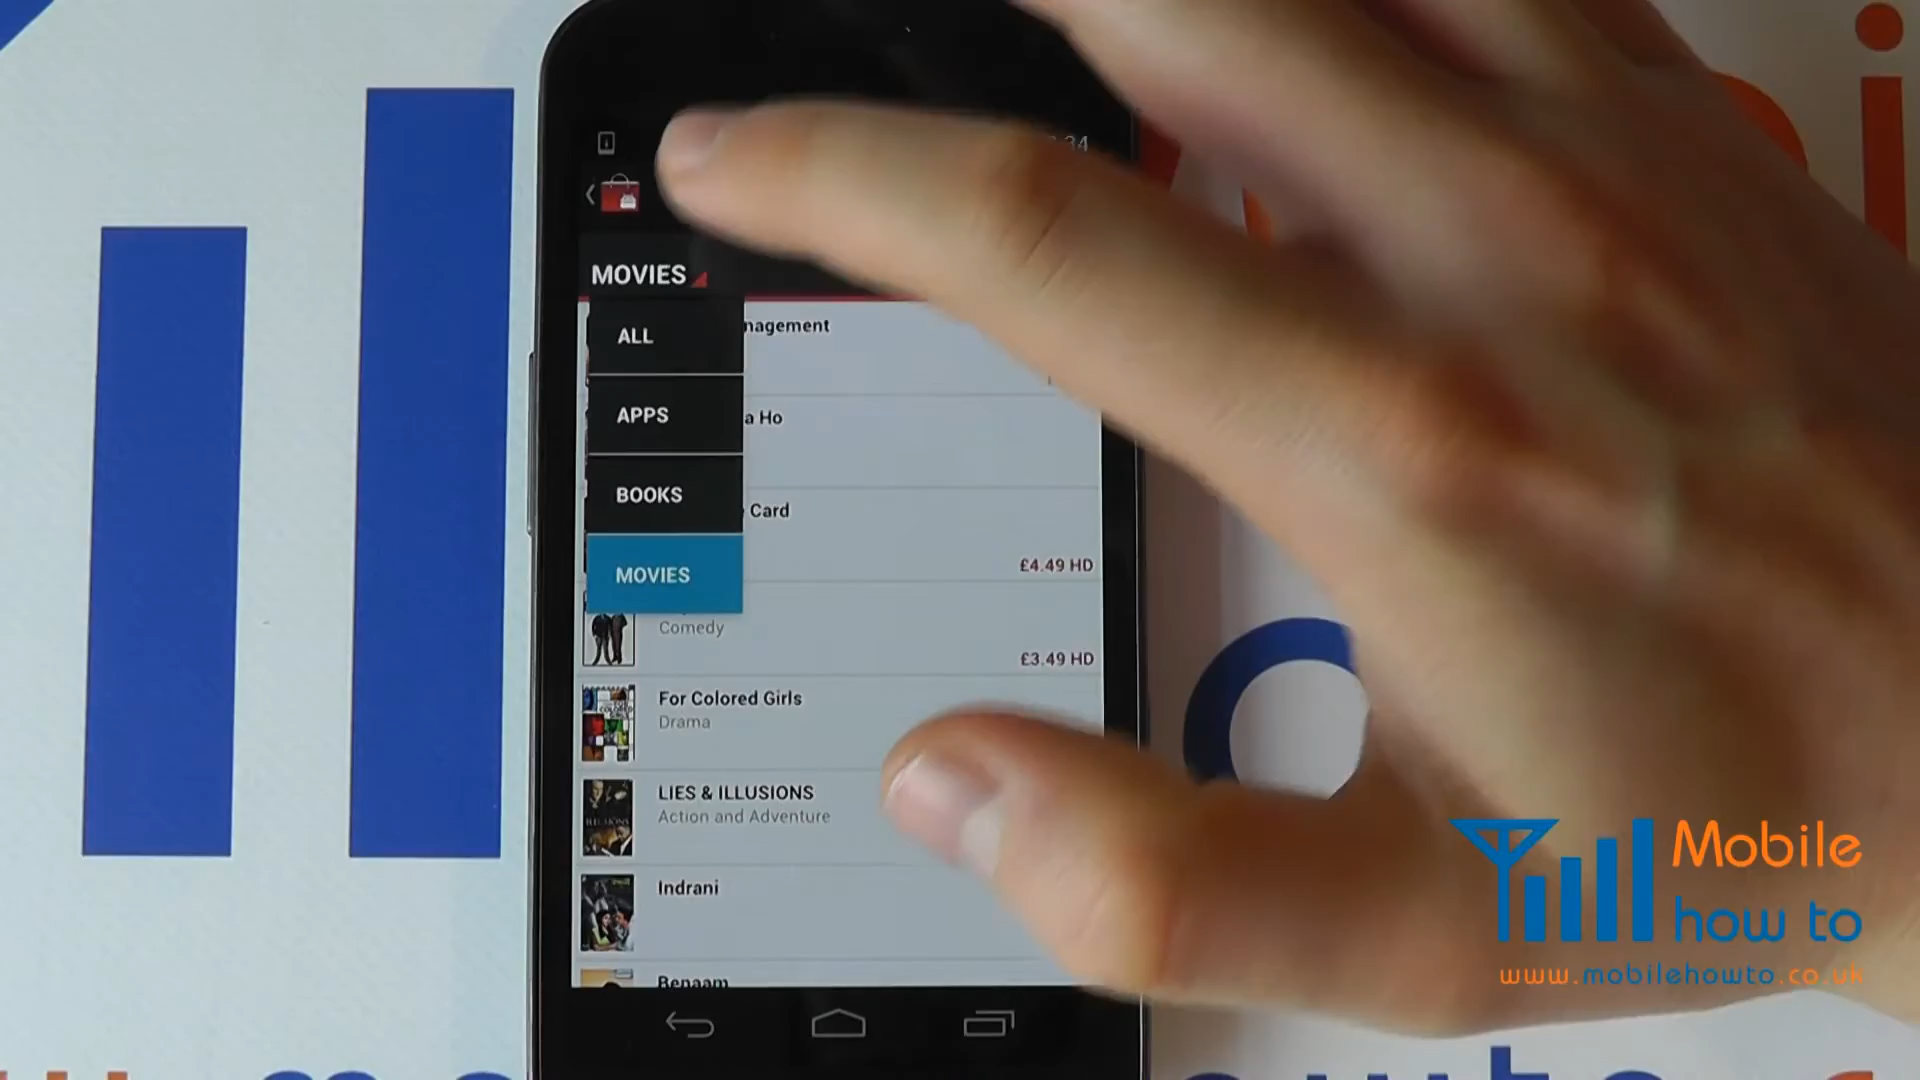 34
MOVIES
ALL
APPS
BOOKS
MOVIES
nagement
a Ho
Card
£4.49 HD
Comedy
£3.49 HD
For Colored Girls
Drama
LIES & ILLUSIONS
Action and Adventure
Indrani
Benaam
Mobile
how to
www.mobilehowto.co.uk